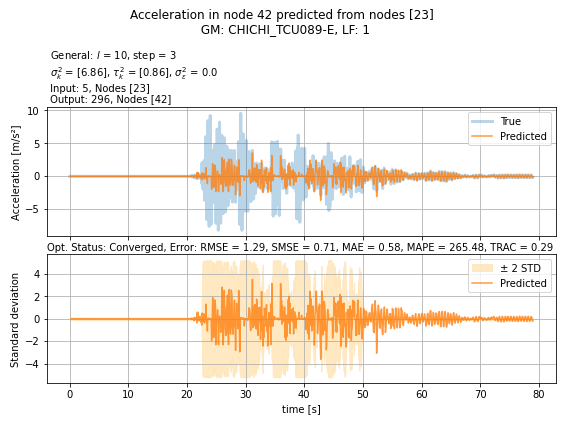 Acceleration in node 42 predicted from nodes [23]
GM: CHICHI_TCU089-E, LF: 1
General: l = 10, step = 3
σ²ₖ = [6.86], τ²ₖ = [0.86], σ²ε = 0.0
Input: 5, Nodes [23]
Output: 296, Nodes [42]
Acceleration [m/s²]
10
5
0
−5
True
Predicted
Opt. Status: Converged, Error: RMSE = 1.29, SMSE = 0.71, MAE = 0.58, MAPE = 265.48, TRAC = 0.29
Standard deviation
4
2
0
−2
−4
± 2 STD
Predicted
0 10 20 30 40 50 60 70 80
time [s]